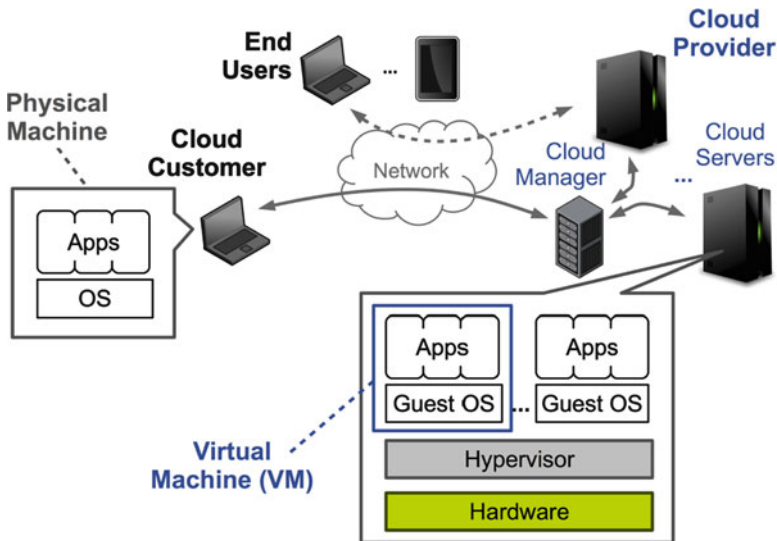 End
Users
...
Cloud
Provider
Physical
Machine
Cloud
Customer
Network
Cloud
Manager
Cloud
Servers
...
Apps
OS
Apps
Apps
Guest OS
...
Guest OS
Virtual
Machine (VM)
Hypervisor
Hardware